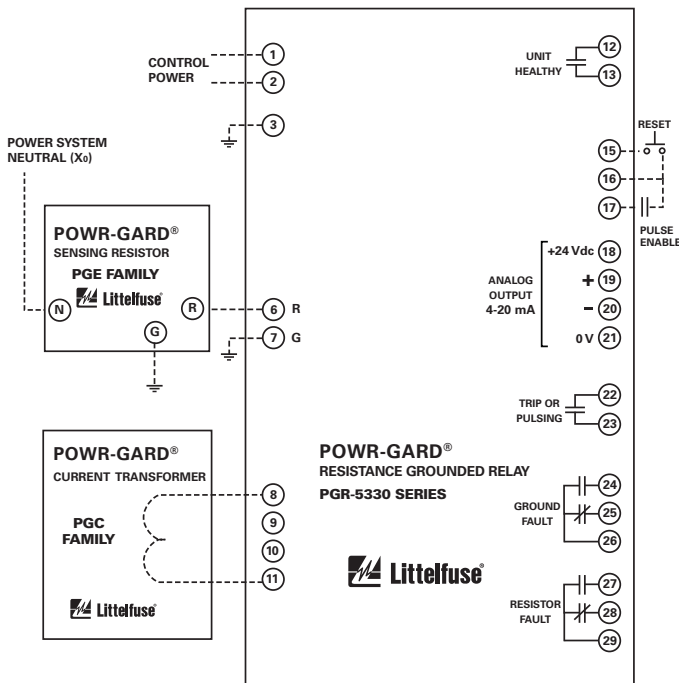 CONTROL
POWER
1
2
3
POWER SYSTEM
NEUTRAL (X0)
POWR-GARD®
SENSING RESISTOR
PGE FAMILY
Littelfuse®
N
R
G
6 R
7 G
POWR-GARD®
CURRENT TRANSFORMER
PGC
FAMILY
Littelfuse®
8
9
10
11
POWR-GARD®
RESISTANCE GROUNDED RELAY
PGR-5330 SERIES
Littelfuse®
UNIT
HEALTHY
12
13
RESET
15
16
17
PULSE
ENABLE
ANALOG
OUTPUT
4-20 mA
+24 Vdc 18
+ 19
– 20
0 V 21
TRIP OR
PULSING
22
23
GROUND
FAULT
24
25
26
RESISTOR
FAULT
27
28
29